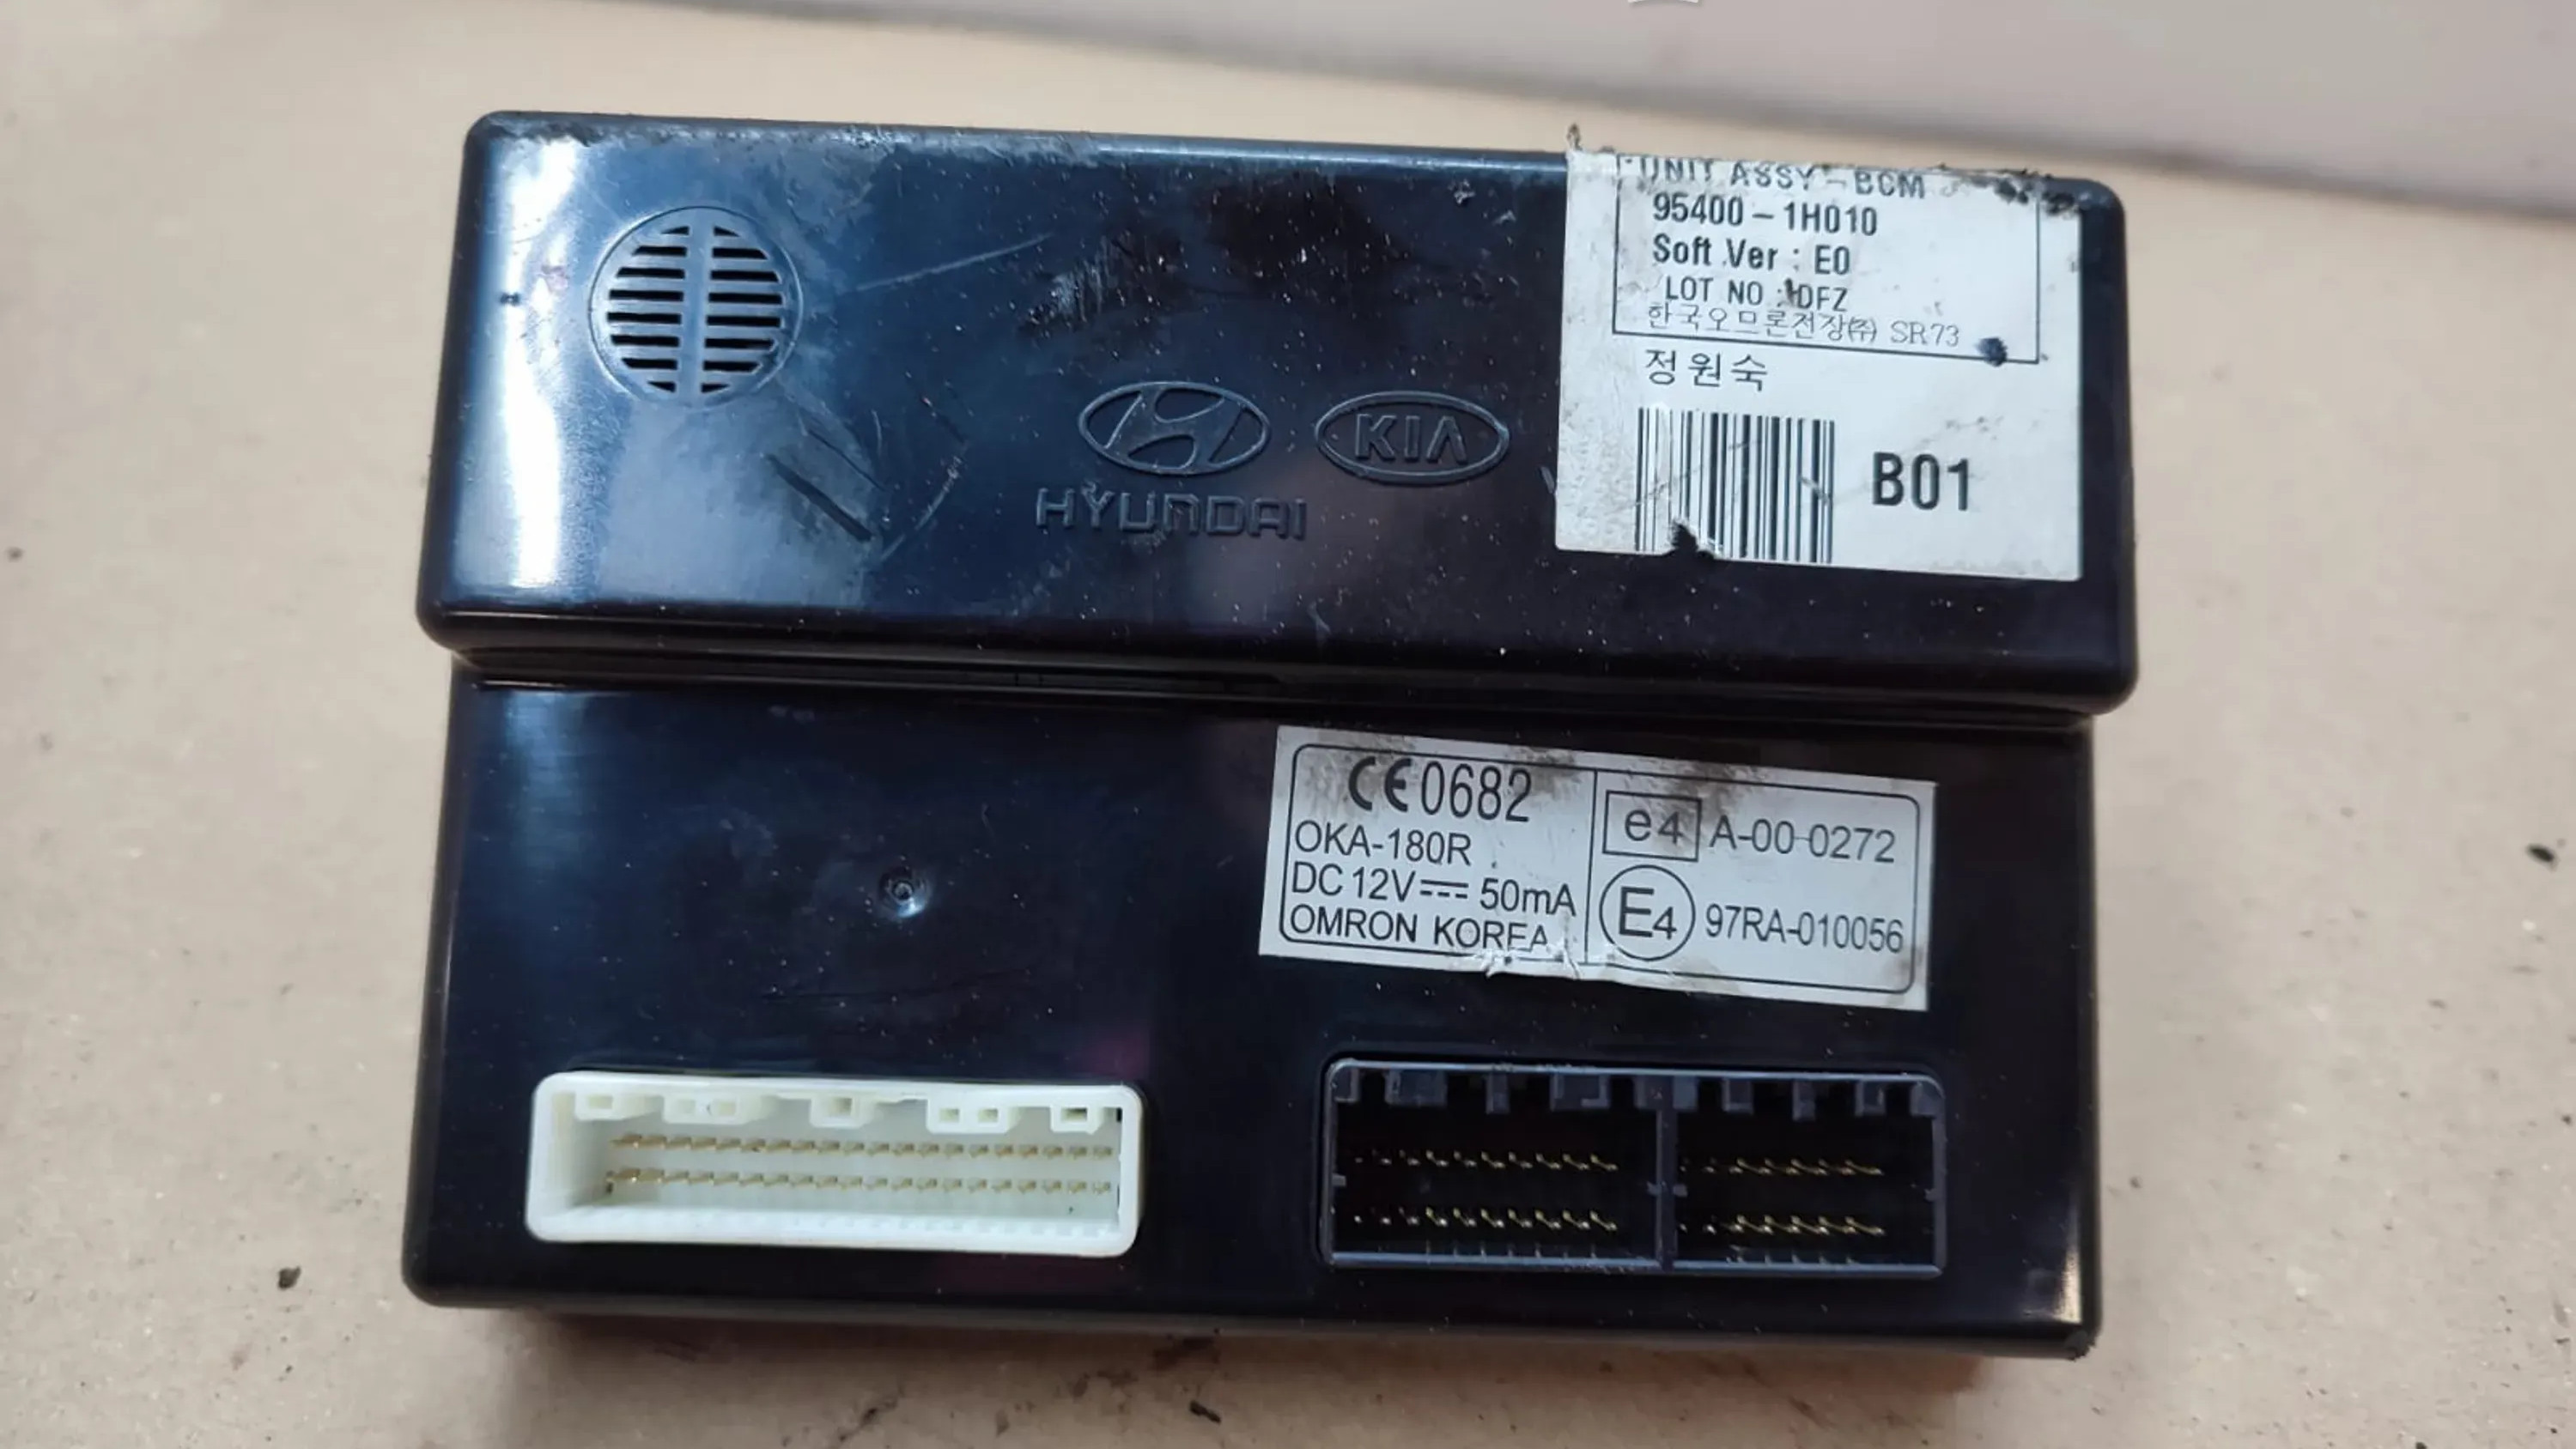 UNIT ASSY - BCM
95400-1H010
Soft Ver : E0
LOT NO : DFZ
한국오므론전장㈜ SR73
정원숙
B01
KIA
HYUNDAI
CE0682
OKA-180R
DC 12V 50mA
OMRON KOREA
e4 A-00-0272
E4 97RA-010056